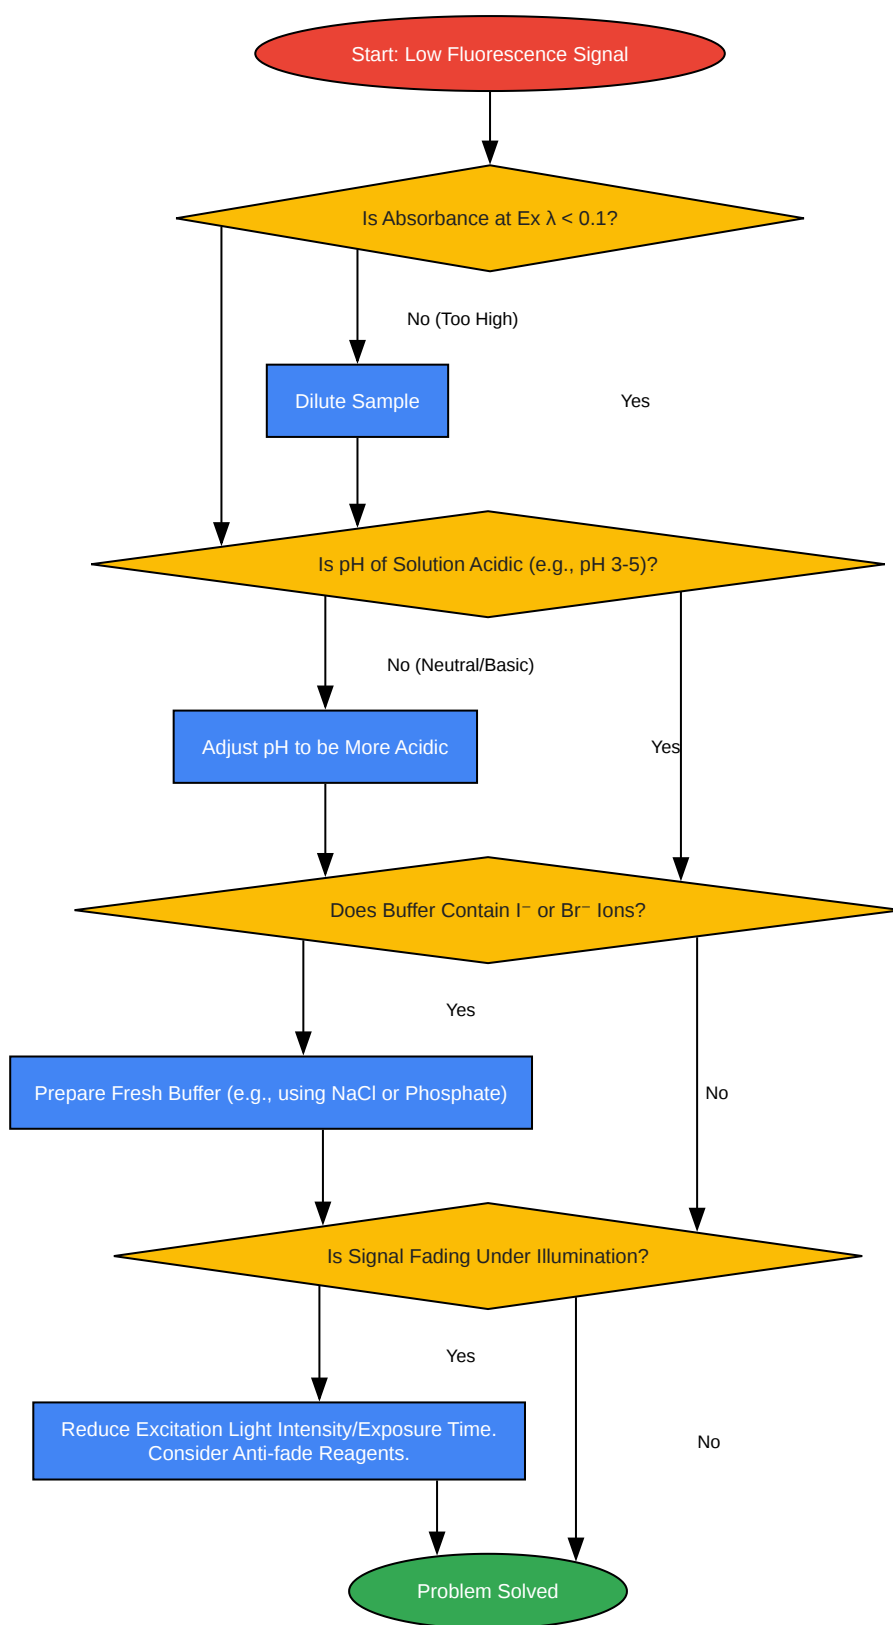 Start: Low Fluorescence Signal
Is Absorbance at Ex λ < 0.1?
No (Too High)
Dilute Sample
Yes
Is pH of Solution Acidic (e.g., pH 3-5)?
No (Neutral/Basic)
Adjust pH to be More Acidic
Yes
Does Buffer Contain I⁻ or Br⁻ Ions?
Yes
Prepare Fresh Buffer (e.g., using NaCl or Phosphate)
No
Is Signal Fading Under Illumination?
Yes
Reduce Excitation Light Intensity/Exposure Time.
Consider Anti-fade Reagents.
No
Problem Solved